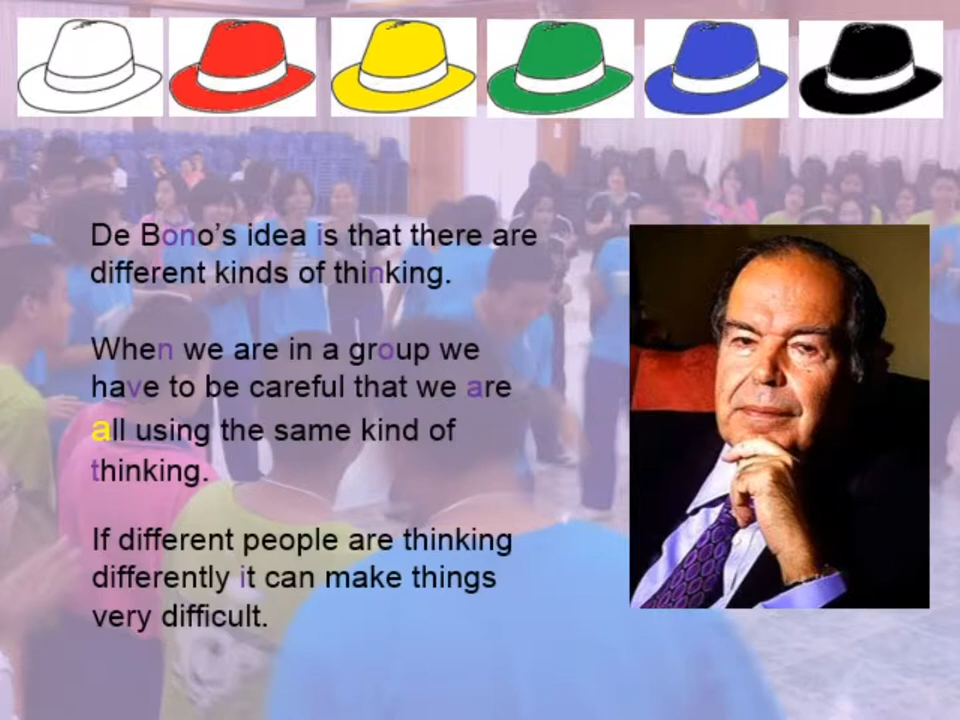 De Bono’s idea is that there are
different kinds of thinking.
When we are in a group we
have to be careful that we are
all using the same kind of
thinking.
If different people are thinking
differently it can make things
very difficult.